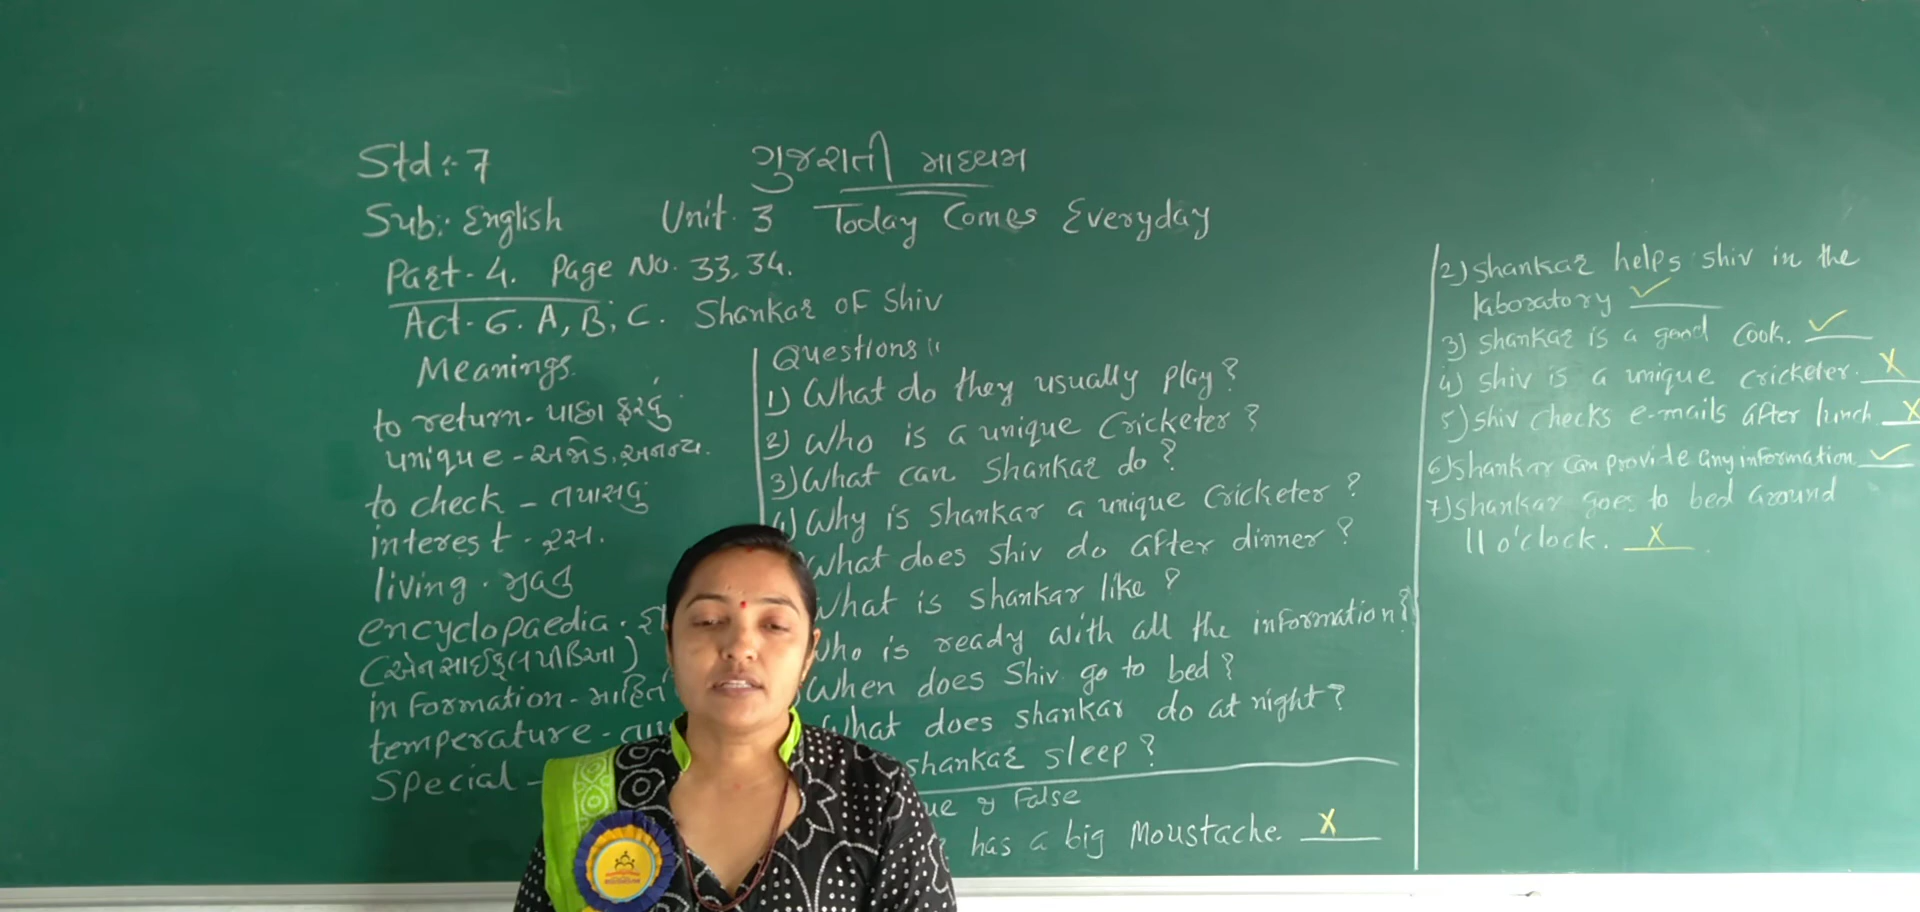 Std :- 7
ગુજરાતી માધ્યમ
Sub:- English Unit. 3 Today Comes Everyday
Part-4. Page No. 33,34.
Act-6. A, B, C. Shankar of Shiv
Meanings.
to return - પાછા ફરવું
unique - અજોડ, અનન્ય.
to check - તપાસવું
interest - રસ.
living -
encyclopaedia -
(એનસાઈક્લોપીડિઆ)
information -
temperature -
Special -
Questions :
1) What do they usually play?
2) Who is a unique Cricketer?
3) What can Shankar do?
4) Why is Shankar a unique Cricketer?
What does Shiv do after dinner?
What is Shankar like?
Who is ready with all the information?
When does Shiv go to bed?
What does Shankar do at night?
Shankar sleep?
False
has a big Moustache. X
2) Shankar helps Shiv in the
laboratory ✓
3) Shankar is a good Cook. ✓
4) Shiv is a unique Cricketer. X
5) Shiv checks e-mails after lunch X
6) Shankar can provide any information ✓
7) Shankar goes to bed around
11 o'clock. X